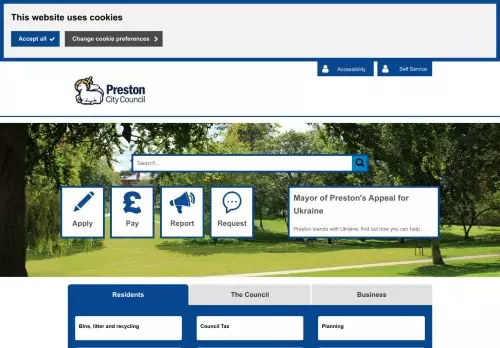 This website uses cookies
Accept all
Change cookie preferences
Accessibility
Self Service
Preston
City Council
Search...
Apply
Pay
Report
Request
Mayor of Preston's Appeal for
Ukraine
Preston stands with Ukraine, find out how you can help.
Residents
The Council
Business
Bins, litter and recycling
Council Tax
Planning